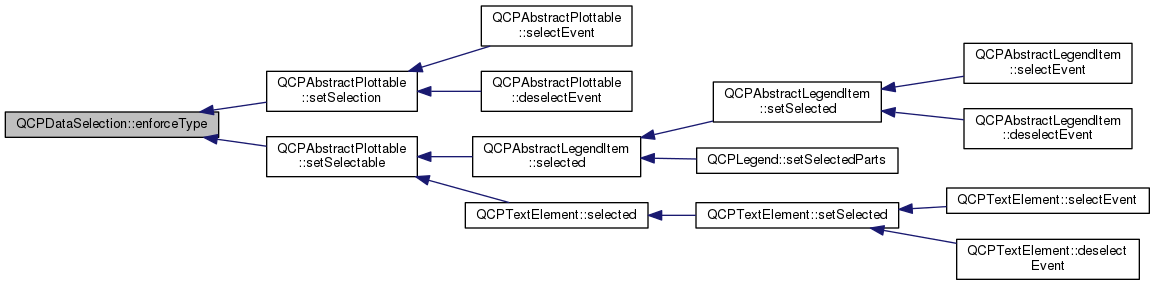 QCPDataSelection::enforceType
QCPAbstractPlottable
::setSelection
QCPAbstractPlottable
::selectEvent
QCPAbstractPlottable
::deselectEvent
QCPAbstractPlottable
::setSelectable
QCPAbstractLegendItem
::selected
QCPAbstractLegendItem
::setSelected
QCPAbstractLegendItem
::selectEvent
QCPAbstractLegendItem
::deselectEvent
QCPLegend::setSelectedParts
QCPTextElement::selected
QCPTextElement::setSelected
QCPTextElement::selectEvent
QCPTextElement::deselect
Event